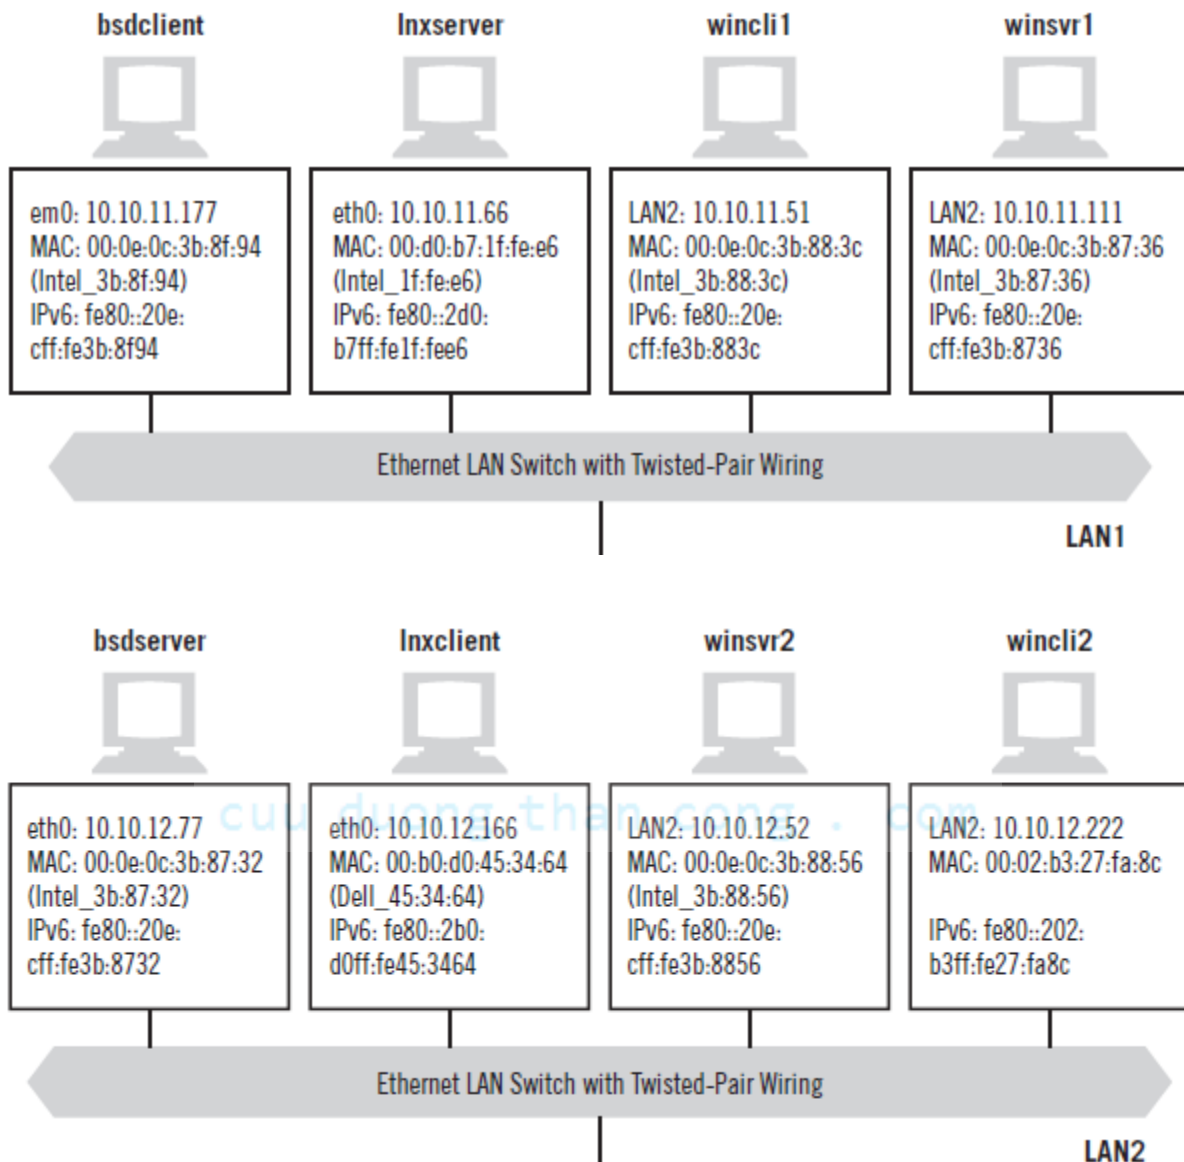 bsdclient
lnxserver
wincli1
winsvr1
em0: 10.10.11.177
MAC: 00:0e:0c:3b:8f:94
(Intel_3b:8f:94)
IPv6: fe80::20e:
cff:fe3b:8f94
eth0: 10.10.11.66
MAC: 00:d0:b7:1f:fe:e6
(Intel_1f:fe:e6)
IPv6: fe80::2d0:
b7ff:fe1f:fee6
LAN2: 10.10.11.51
MAC: 00:0e:0c:3b:88:3c
(Intel_3b:88:3c)
IPv6: fe80::20e:
cff:fe3b:883c
LAN2: 10.10.11.111
MAC: 00:0e:0c:3b:87:36
(Intel_3b:87:36)
IPv6: fe80::20e:
cff:fe3b:8736
Ethernet LAN Switch with Twisted-Pair Wiring
LAN1
bsdserver
lnxclient
winsvr2
wincli2
cuu duong than cong . com
eth0: 10.10.12.77
MAC: 00:0e:0c:3b:87:32
(Intel_3b:87:32)
IPv6: fe80::20e:
cff:fe3b:8732
eth0: 10.10.12.166
MAC: 00:b0:d0:45:34:64
(Dell_45:34:64)
IPv6: fe80::2b0:
d0ff:fe45:3464
LAN2: 10.10.12.52
MAC: 00:0e:0c:3b:88:56
(Intel_3b:88:56)
IPv6: fe80::20e:
cff:fe3b:8856
LAN2: 10.10.12.222
MAC: 00:02:b3:27:fa:8c
IPv6: fe80::202:
b3ff:fe27:fa8c
Ethernet LAN Switch with Twisted-Pair Wiring
LAN2